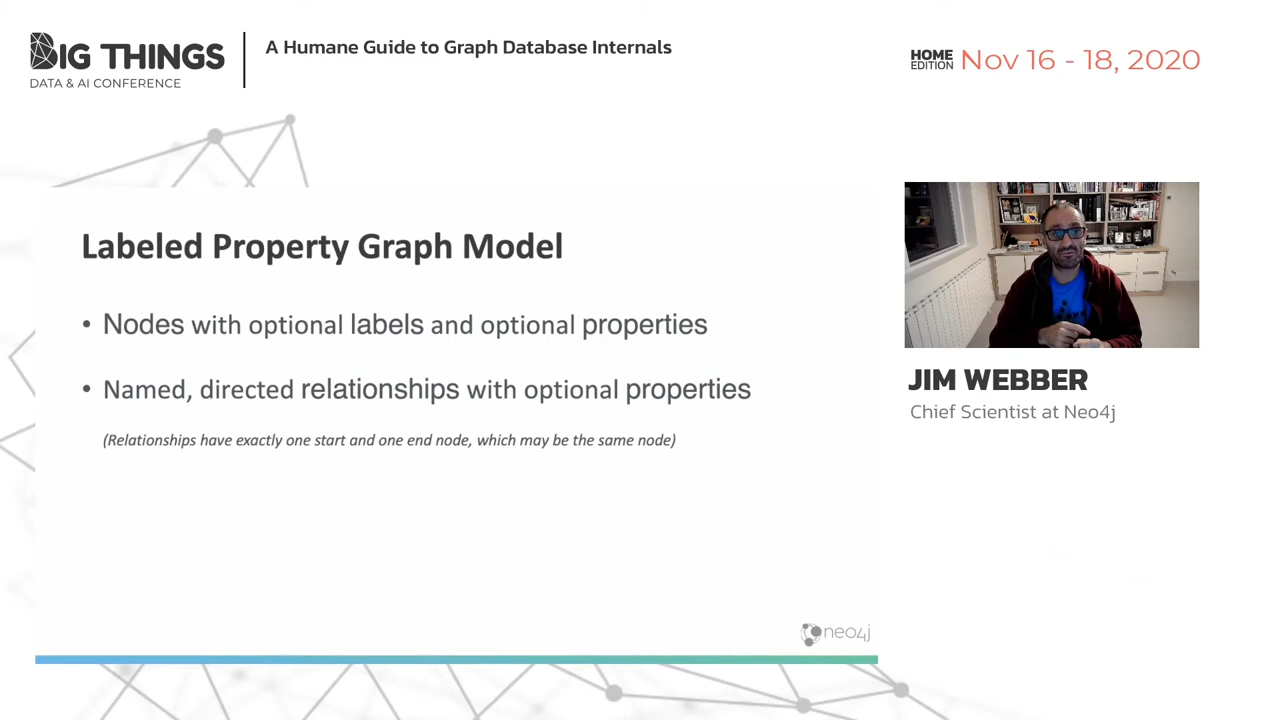 BIG THINGS
DATA & AI CONFERENCE
A Humane Guide to Graph Database Internals
HOME
EDITION
Nov 16 - 18, 2020
Labeled Property Graph Model
• Nodes with optional labels and optional properties
• Named, directed relationships with optional properties
(Relationships have exactly one start and one end node, which may be the same node)
JIM WEBBER
Chief Scientist at Neo4j
neo4j